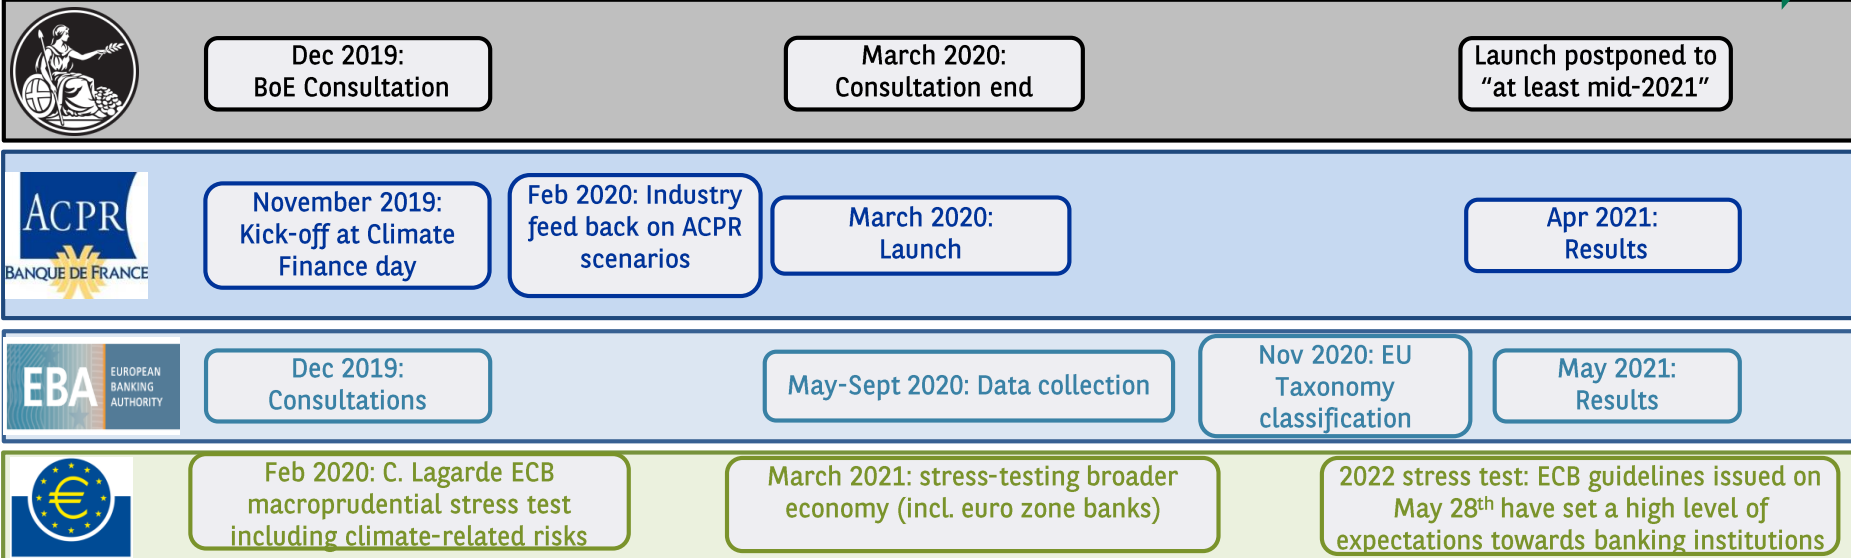 Dec 2019:
BoE Consultation
March 2020:
Consultation end
Launch postponed to
“at least mid-2021”
ACPR
BANQUE DE FRANCE
November 2019:
Kick-off at Climate
Finance day
Feb 2020: Industry
feed back on ACPR
scenarios
March 2020:
Launch
Apr 2021:
Results
EBA
EUROPEAN
BANKING
AUTHORITY
Dec 2019:
Consultations
May-Sept 2020: Data collection
Nov 2020: EU
Taxonomy
classification
May 2021:
Results
€
Feb 2020: C. Lagarde ECB
macroprudential stress test
including climate-related risks
March 2021: stress-testing broader
economy (incl. euro zone banks)
2022 stress test: ECB guidelines issued on
May 28th have set a high level of
expectations towards banking institutions